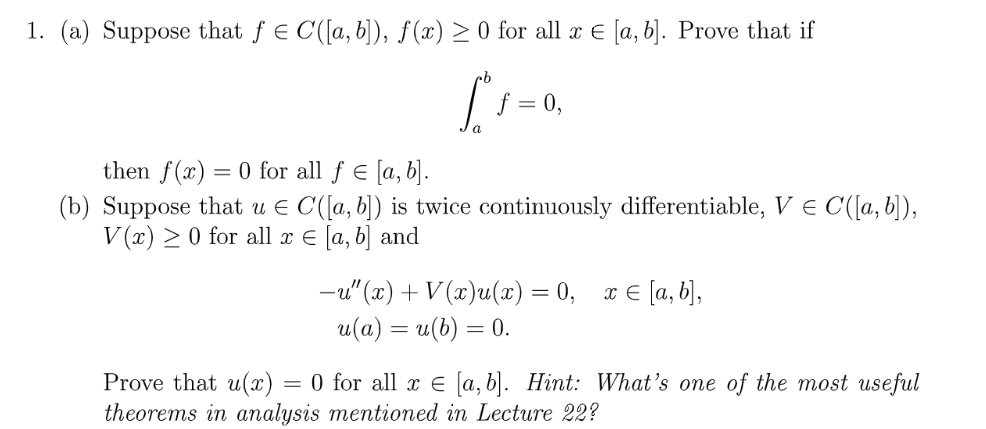 1. (a) Suppose that f ∈ C([a, b]), f(x) ≥ 0 for all x ∈ [a, b]. Prove that if
∫_a^b f = 0,
then f(x) = 0 for all f ∈ [a, b].
(b) Suppose that u ∈ C([a, b]) is twice continuously differentiable, V ∈ C([a, b]),
V(x) ≥ 0 for all x ∈ [a, b] and
−u″(x) + V(x)u(x) = 0, x ∈ [a, b],
u(a) = u(b) = 0.
Prove that u(x) = 0 for all x ∈ [a, b]. Hint: What's one of the most useful
theorems in analysis mentioned in Lecture 22?